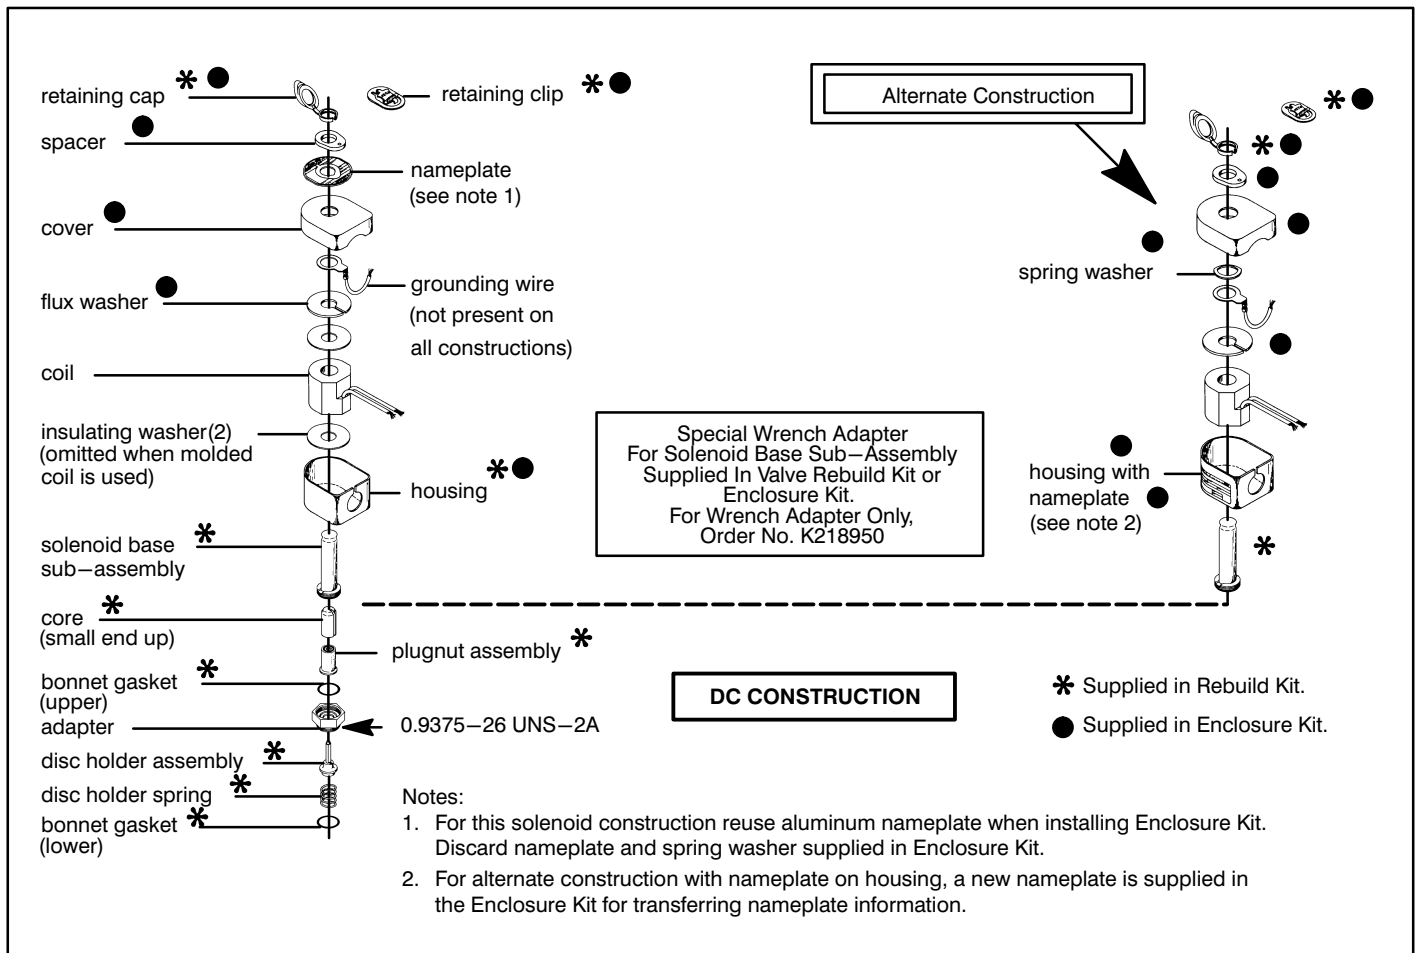 retaining cap
retaining clip
spacer
nameplate
(see note 1)
cover
grounding wire
(not present on
all constructions)
flux washer
coil
insulating washer(2)
(omitted when molded
coil is used)
housing
solenoid base
sub−assembly
core
(small end up)
plugnut assembly
bonnet gasket
(upper)
adapter
0.9375−26 UNS−2A
disc holder assembly
disc holder spring
bonnet gasket
(lower)
Alternate Construction
spring washer
housing with
nameplate
(see note 2)
Special Wrench Adapter
For Solenoid Base Sub−Assembly
Supplied In Valve Rebuild Kit or
Enclosure Kit.
For Wrench Adapter Only,
Order No. K218950
DC CONSTRUCTION
Supplied in Rebuild Kit.
Supplied in Enclosure Kit.
Notes:
1. For this solenoid construction reuse aluminum nameplate when installing Enclosure Kit.
Discard nameplate and spring washer supplied in Enclosure Kit.
2. For alternate construction with nameplate on housing, a new nameplate is supplied in
the Enclosure Kit for transferring nameplate information.